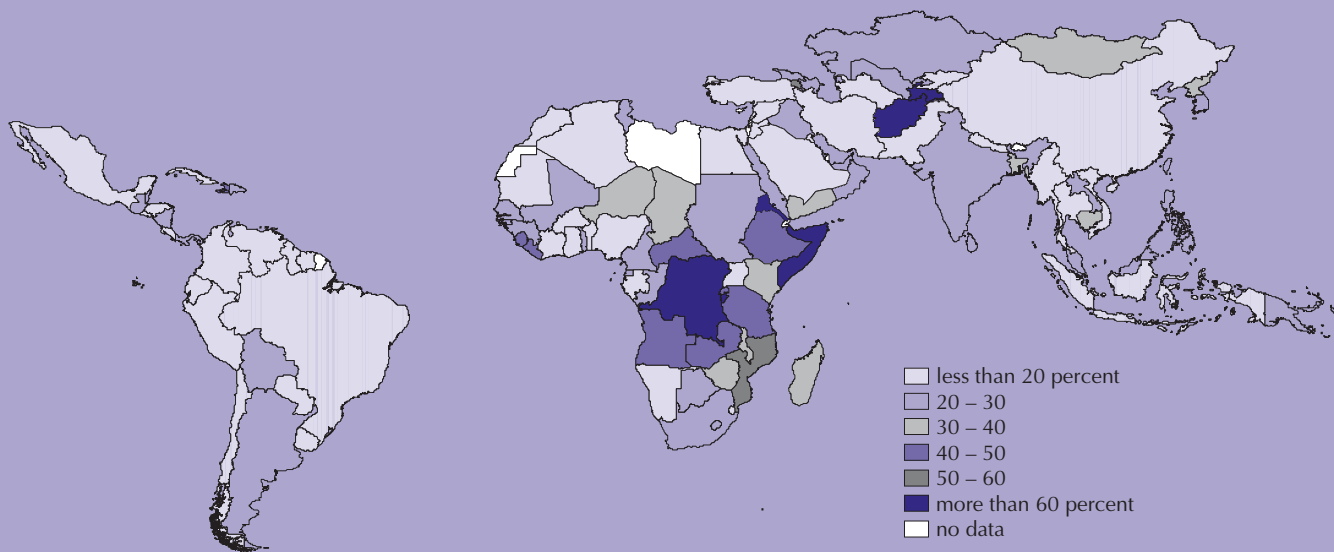 less than 20 percent
20 – 30
30 – 40
40 – 50
50 – 60
more than 60 percent
no data